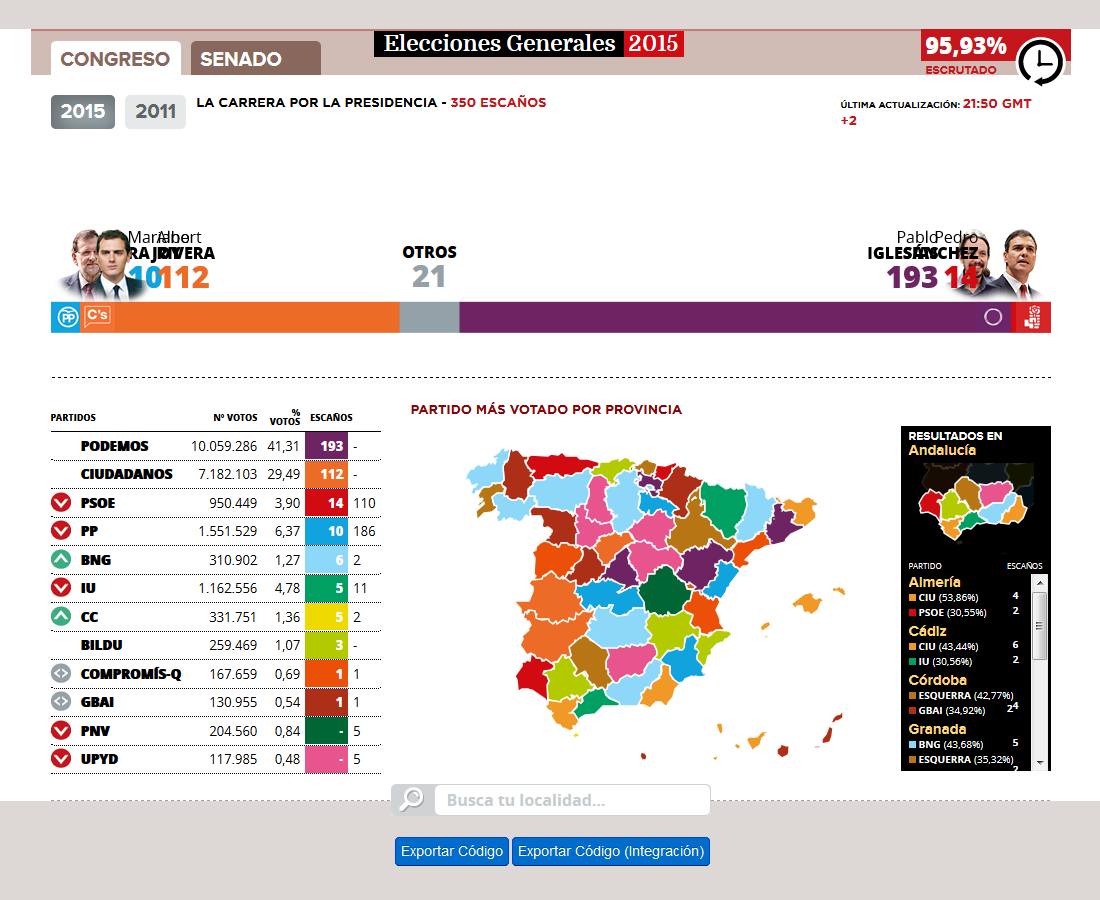 Elecciones Generales 2015
CONGRESO SENADO
95,93%
ESCRUTADO
2015 2011 LA CARRERA POR LA PRESIDENCIA - 350 ESCAÑOS
ÚLTIMA ACTUALIZACIÓN: 21:50 GMT
+2
Mariano Albert Pablo Pedro
RAJOY RIVERA OTROS IGLESIAS SÁNCHEZ
10 112 21 193 14
PP C's
PARTIDO MÁS VOTADO POR PROVINCIA
PARTIDOS Nº VOTOS % VOTOS ESCAÑOS
PODEMOS 10.059.286 41,31 193 -
CIUDADANOS 7.182.103 29,49 112 -
PSOE 950.449 3,90 14 110
PP 1.551.529 6,37 10 186
BNG 310.902 1,27 6 2
IU 1.162.556 4,78 5 11
CC 331.751 1,36 5 2
BILDU 259.469 1,07 3 -
COMPROMÍS-Q 167.659 0,69 1 1
GBAI 130.955 0,54 1 1
PNV 204.560 0,84 - 5
UPYD 117.985 0,48 - 5
RESULTADOS EN
Andalucía
PARTIDO ESCAÑOS
Almería
CIU (53,86%) 4
PSOE (30,55%) 2
Cádiz
CIU (43,44%) 6
IU (30,56%) 2
Córdoba
ESQUERRA (42,77%)
GBAI (34,92%) 2 4
Granada
BNG (43,68%) 5
ESQUERRA (35,32%)
2
Busca tu localidad...
Exportar Código Exportar Código (Integración)